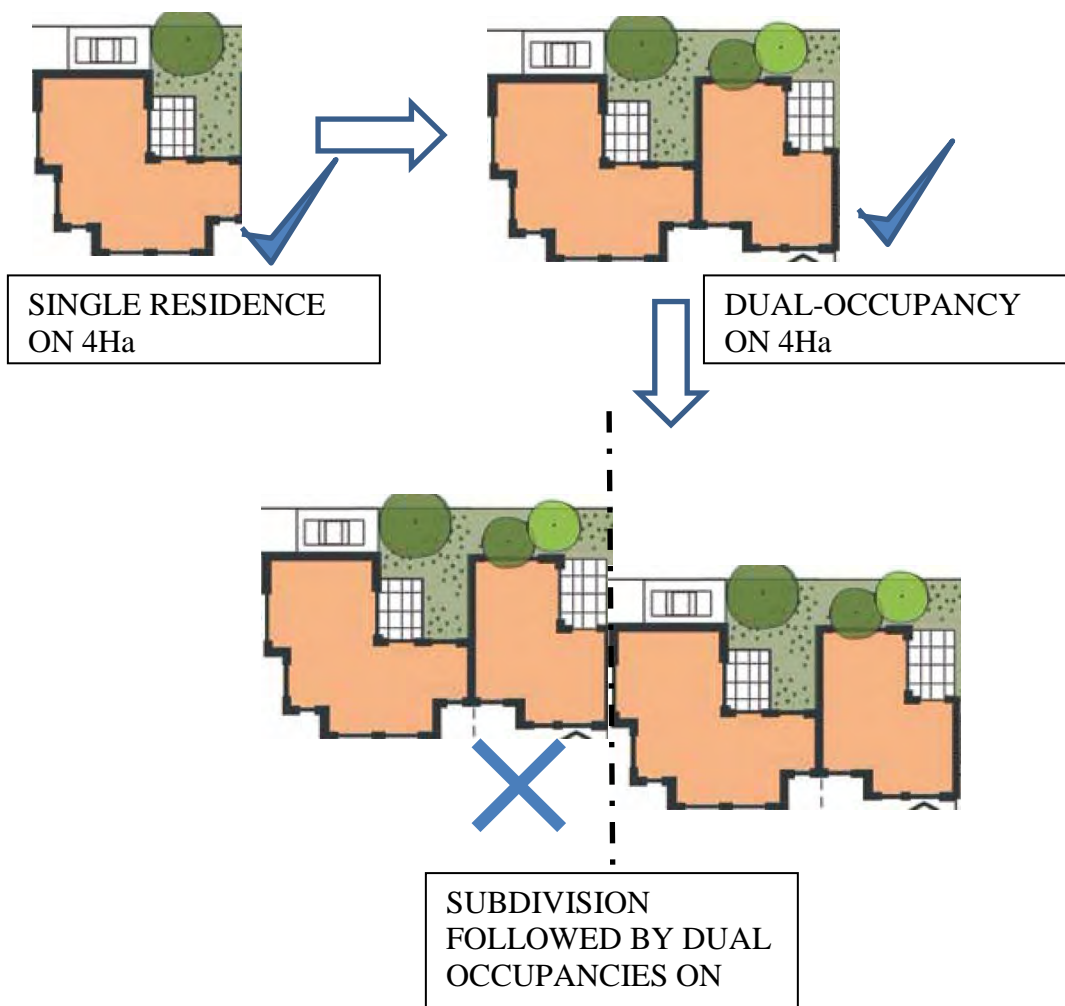 SINGLE RESIDENCE
ON 4Ha
DUAL-OCCUPANCY
ON 4Ha
SUBDIVISION
FOLLOWED BY DUAL
OCCUPANCIES ON